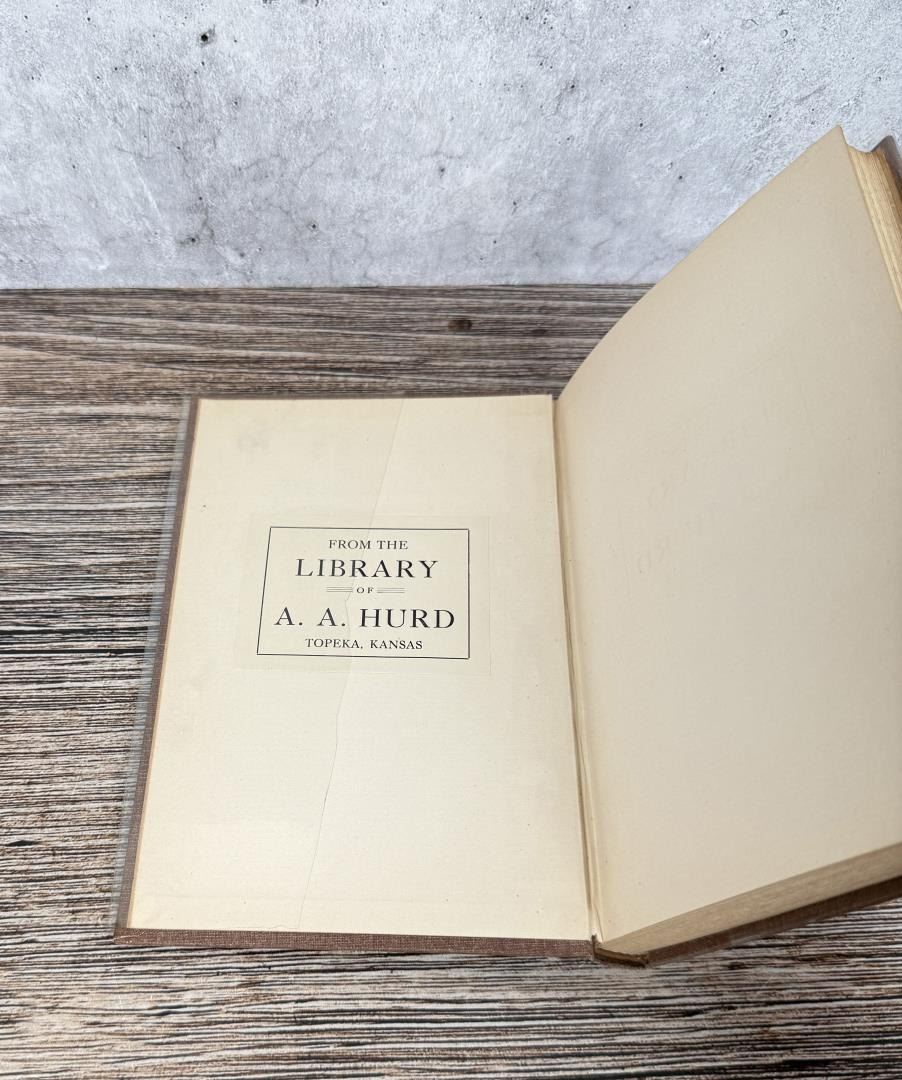 FROM THE
LIBRARY
OF
A. A. HURD
TOPEKA, KANSAS